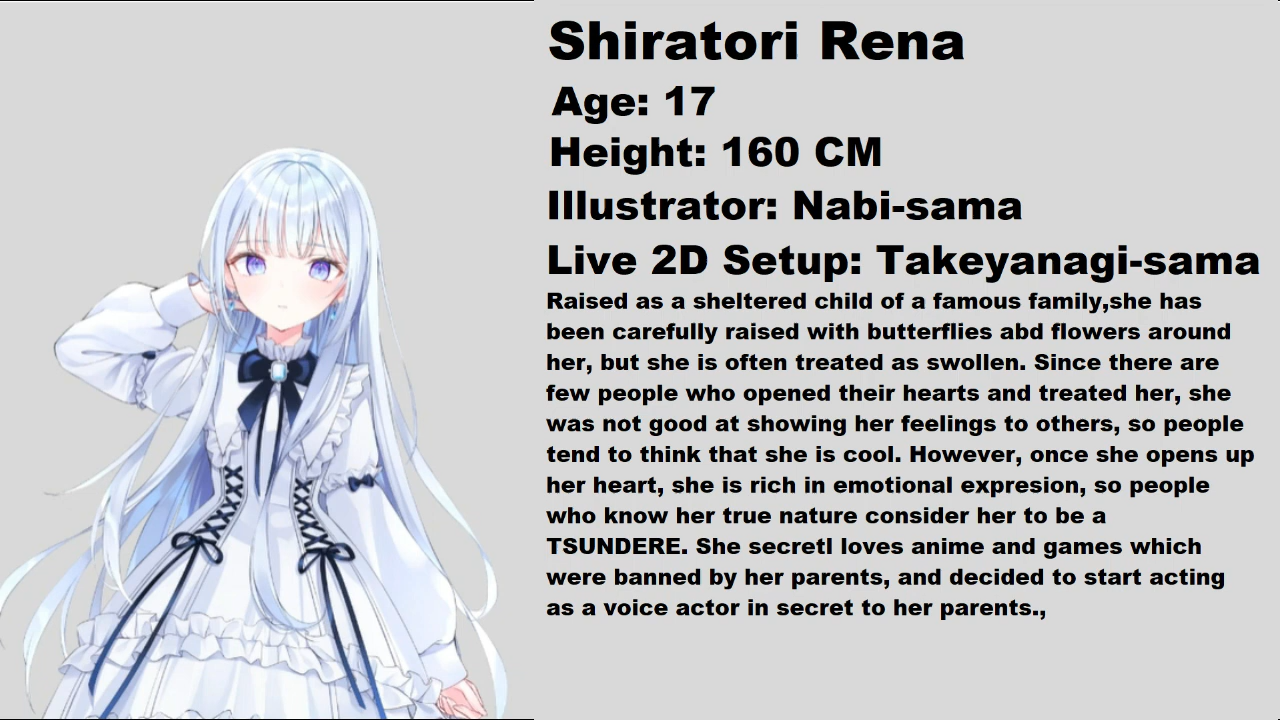 Shiratori Rena
Age: 17
Height: 160 CM
Illustrator: Nabi-sama
Live 2D Setup: Takeyanagi-sama
Raised as a sheltered child of a famous family,she has
been carefully raised with butterflies abd flowers around
her, but she is often treated as swollen. Since there are
few people who opened their hearts and treated her, she
was not good at showing her feelings to others, so people
tend to think that she is cool. However, once she opens up
her heart, she is rich in emotional expresion, so people
who know her true nature consider her to be a
TSUNDERE. She secretl loves anime and games which
were banned by her parents, and decided to start acting
as a voice actor in secret to her parents.,